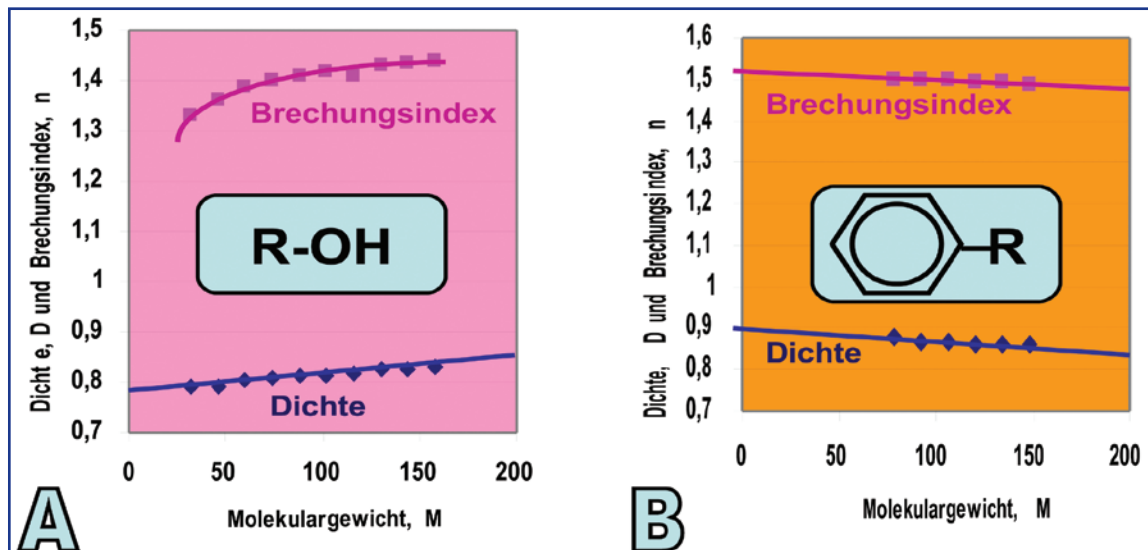 Dicht e, D und Brechungsindex, n
1,5
1,4
1,3
1,2
1,1
1
0,9
0,8
0,7
Brechungsindex
R-OH
Dichte
0 50 100 150 200
Molekulargewicht, M
A
Dichte, D und Brechungsindex, n
1,6
1,5
1,4
1,3
1,2
1,1
1
0,9
0,8
0,7
Brechungsindex
R
Dichte
0 50 100 150 200
Molekulargewicht, M
B